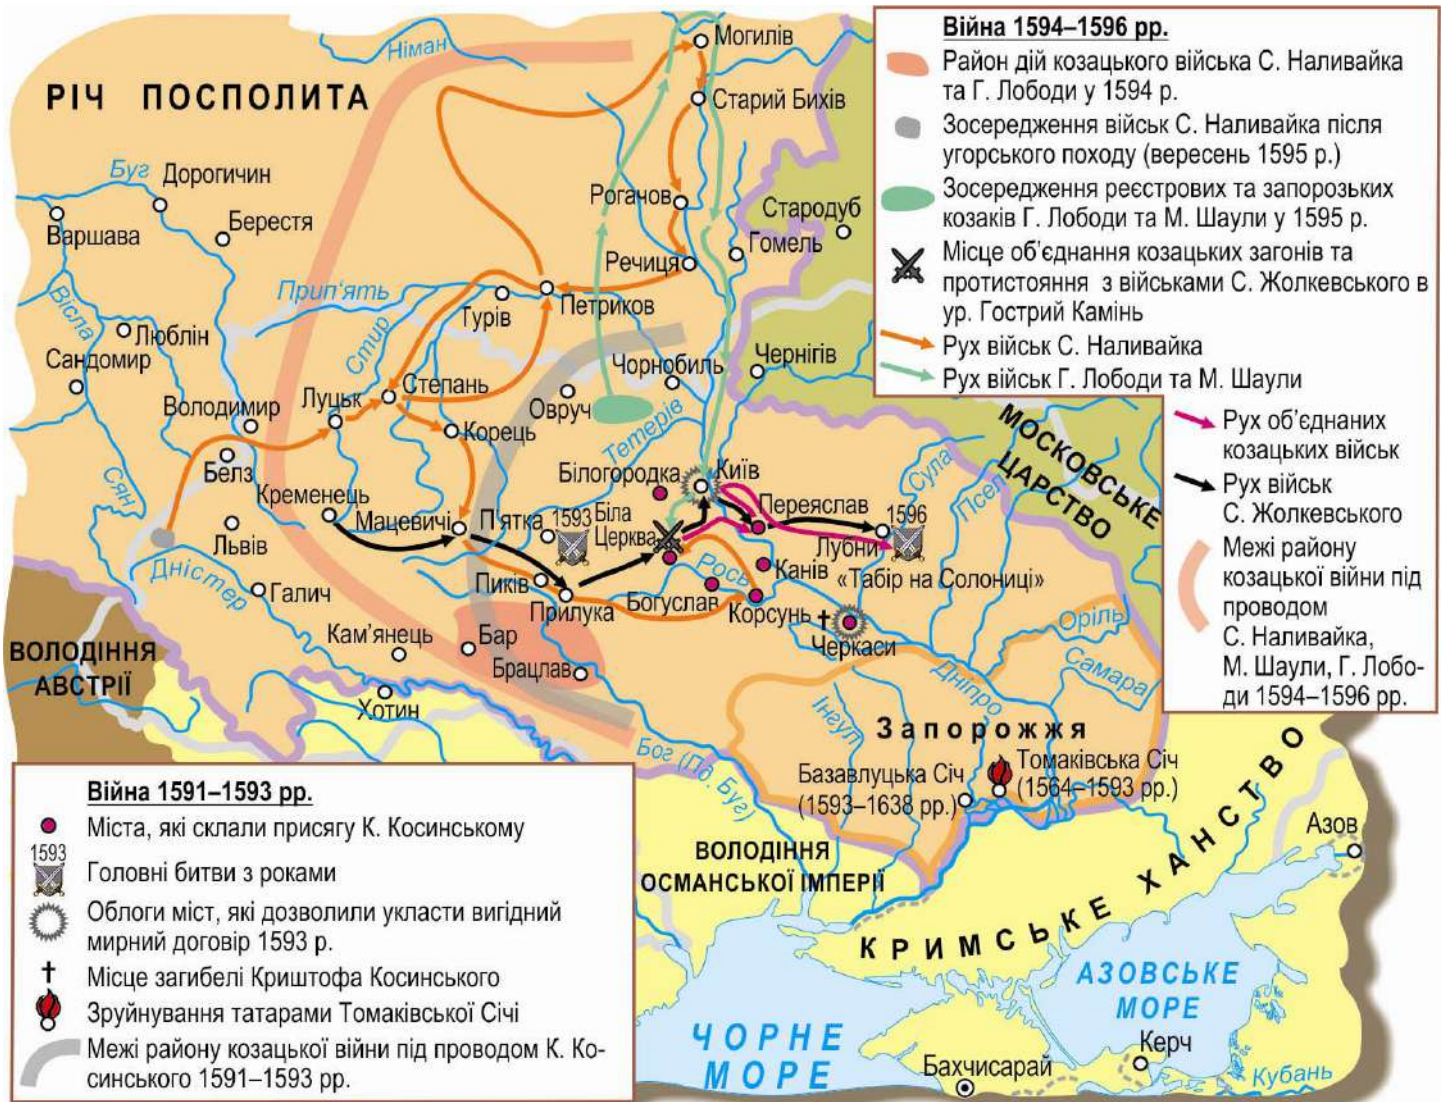 Війна 1594–1596 рр.
Район дій козацького війська С. Наливайка
та Г. Лободи у 1594 р.
Зосередження військ С. Наливайка після
угорського походу (вересень 1595 р.)
Зосередження реєстрових та запорозьких
козаків Г. Лободи та М. Шаули у 1595 р.
Місце об’єднання козацьких загонів та
протистояння з військами С. Жолкевського в
ур. Гострий Камінь
Рух військ С. Наливайка
Рух військ Г. Лободи та М. Шаули
Рух об’єднаних
козацьких військ
Рух військ
С. Жолкевського
Межі району
козацької війни під
проводом
С. Наливайка,
М. Шаули, Г. Лобо-
ди 1594–1596 рр.
Німан
Могилів
РІЧ ПОСПОЛИТА
Старий Бихів
Буг
Дорогичин
Рогачов
Стародуб
Варшава
Берестя
Гомель
Речиця
Прип'ять
Петриков
Турів
Вісла
Люблін
Стир
Сандомир
Чорнобиль
Чернігів
Степань
Луцьк
Володимир
Овруч
Корець
Тетерів
МОСКОВСЬКЕ
ЦАРСТВО
Белз
Сян
Білогородка
Київ
Сула
Псел
Кременець
Переяслав
Мацевичі
П'ятка
1593
Біла
Церква
1596
Львів
Лубни
Дністер
Рось
Канів
«Табір на Солониці»
Галич
Пиків
Прилука
Богуслав
Корсунь
Оріль
Кам’янець
Бар
Черкаси
ВОЛОДІННЯ
АВСТРІЇ
Брацлав
Самара
Дніпро
Хотин
Інгул
Запорожжя
Бог (Пд. Буг)
Базавлуцька Січ
(1593–1638 рр.)
Томаківська Січ
(1564–1593 рр.)
Азов
ВОЛОДІННЯ
ОСМАНСЬКОЇ ІМПЕРІЇ
КРИМСЬКЕ ХАНСТВО
АЗОВСЬКЕ
МОРЕ
ЧОРНЕ
МОРЕ
Керч
Бахчисарай
Кубань
Війна 1591–1593 рр.
Міста, які склали присягу К. Косинському
1593
Головні битви з роками
Облоги міст, які дозволили укласти вигідний
мирний договір 1593 р.
Місце загибелі Криштофа Косинського
Зруйнування татарами Томаківської Січі
Межі району козацької війни під проводом К. Ко-
синського 1591–1593 рр.